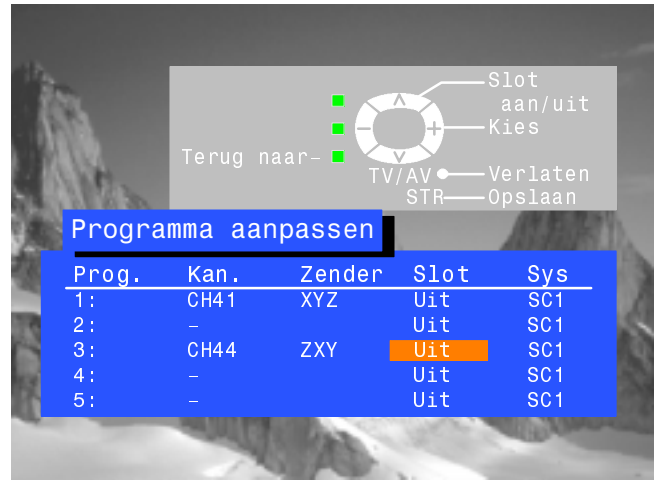 Slot
aan/uit
Kies
Terug naar–
TV/AV Verlaten
STR Opslaan
Programma aanpassen
Prog. Kan. Zender Slot Sys
1: CH41 XYZ Uit SC1
2: – Uit SC1
3: CH44 ZXY Uit SC1
4: – Uit SC1
5: – Uit SC1